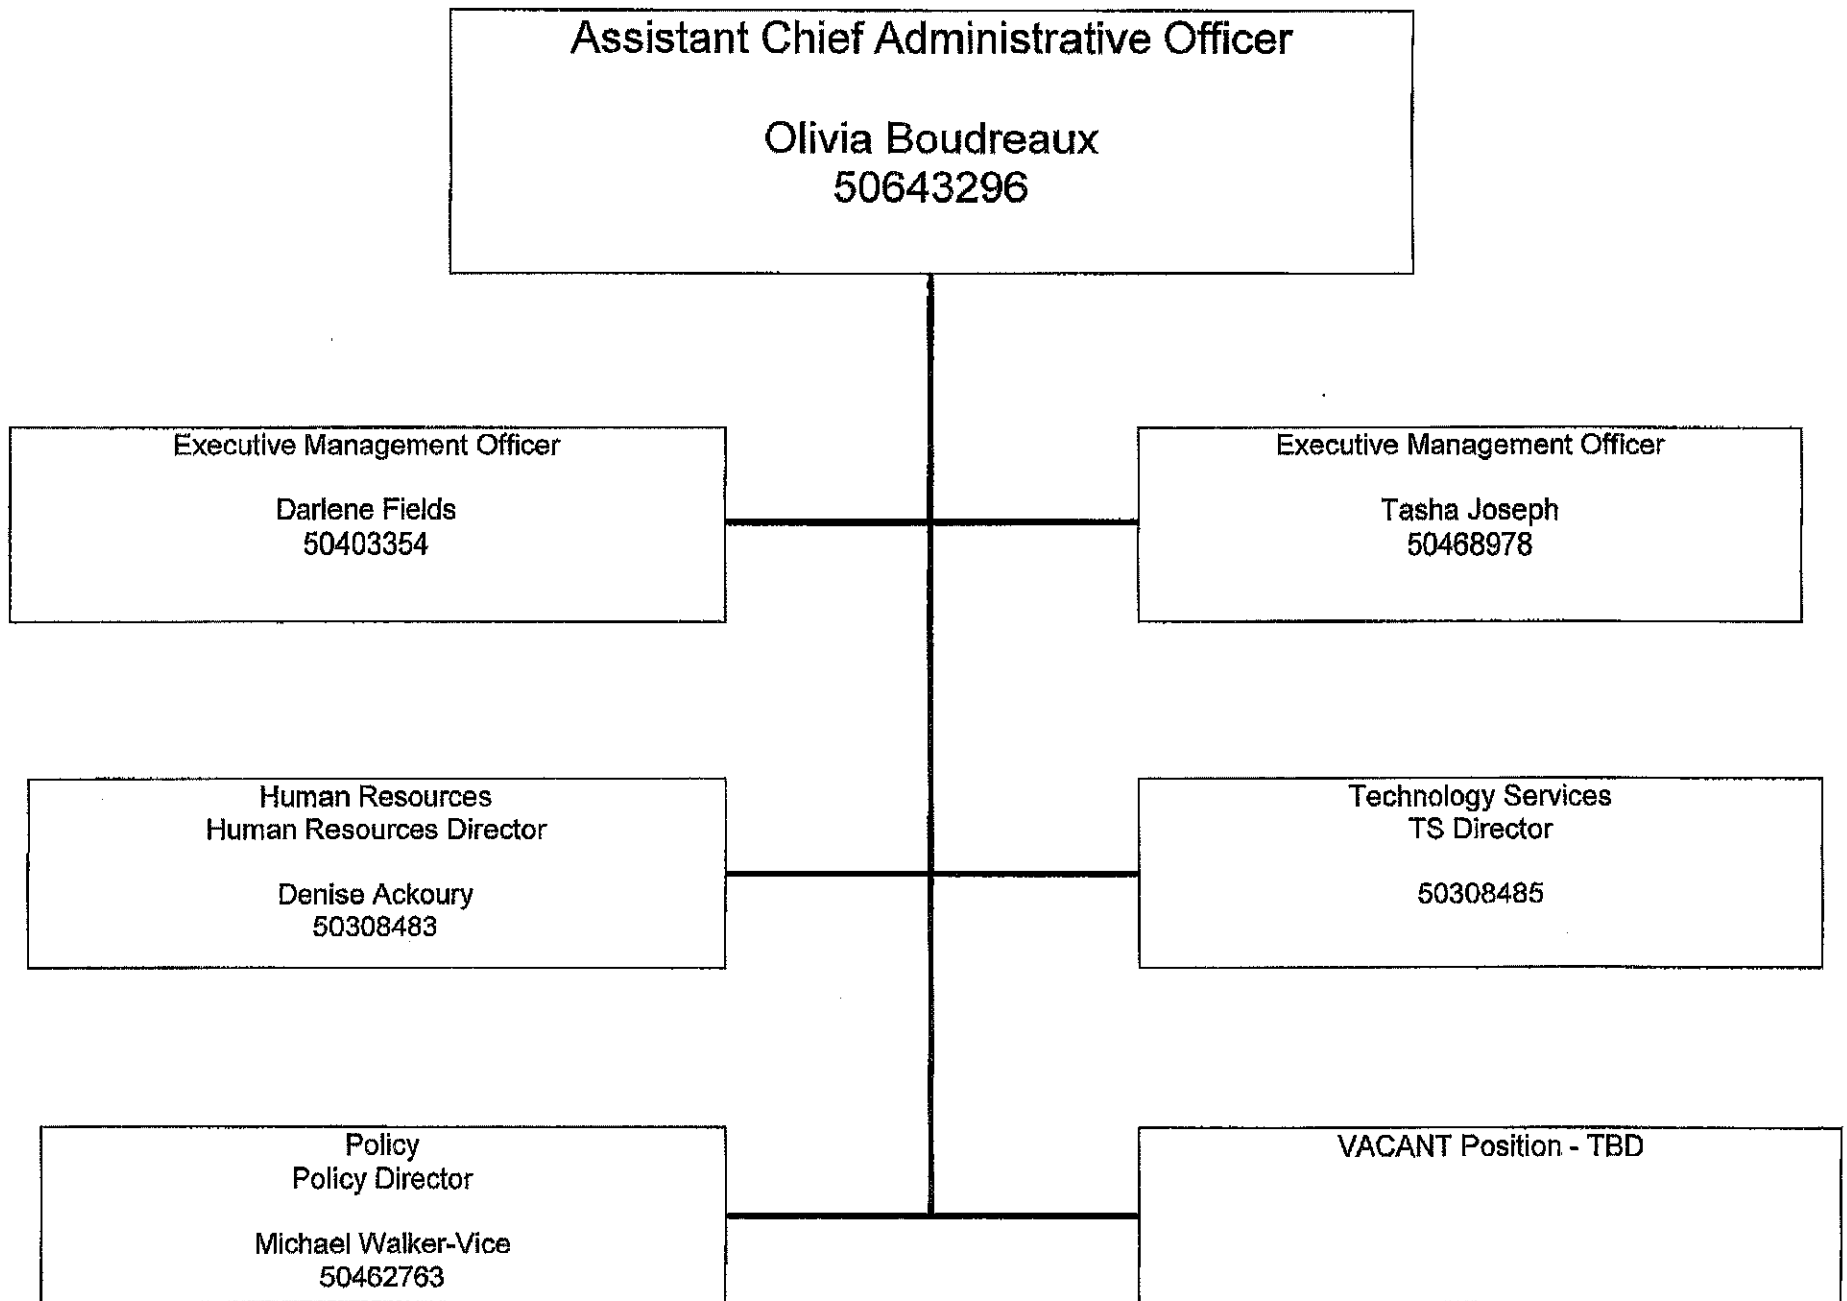 Assistant Chief Administrative Officer
Olivia Boudreaux
50643296
Executive Management Officer
Darlene Fields
50403354
Executive Management Officer
Tasha Joseph
50468978
Human Resources
Human Resources Director
Denise Ackoury
50308483
Technology Services
TS Director
50308485
Policy
Policy Director
Michael Walker-Vice
50462763
VACANT Position - TBD